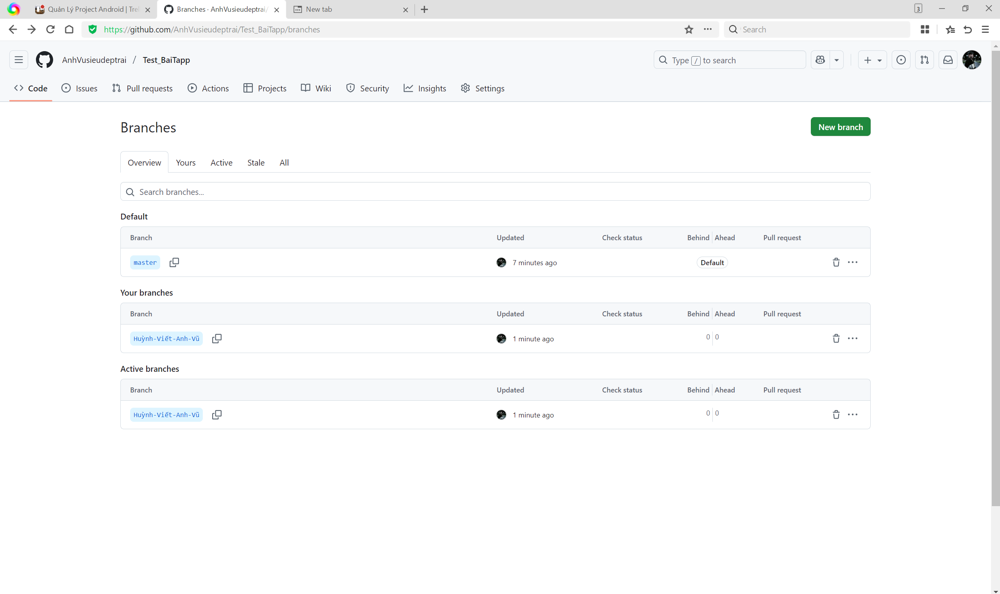 Quản Lý Project Android | Trel
Branches · AnhVusieudeptrai/
New tab
3
https://github.com/AnhVusieudeptrai/Test_BaiTapp/branches
Search
AnhVusieudeptrai / Test_BaiTapp
Type / to search
Code Issues Pull requests Actions Projects Wiki Security Insights Settings
Branches
New branch
Overview Yours Active Stale All
Search branches...
Default
Branch Updated Check status Behind Ahead Pull request
master 7 minutes ago Default
Your branches
Branch Updated Check status Behind Ahead Pull request
Huỳnh-Viết-Anh-Vũ 1 minute ago 0 0
Active branches
Branch Updated Check status Behind Ahead Pull request
Huỳnh-Viết-Anh-Vũ 1 minute ago 0 0